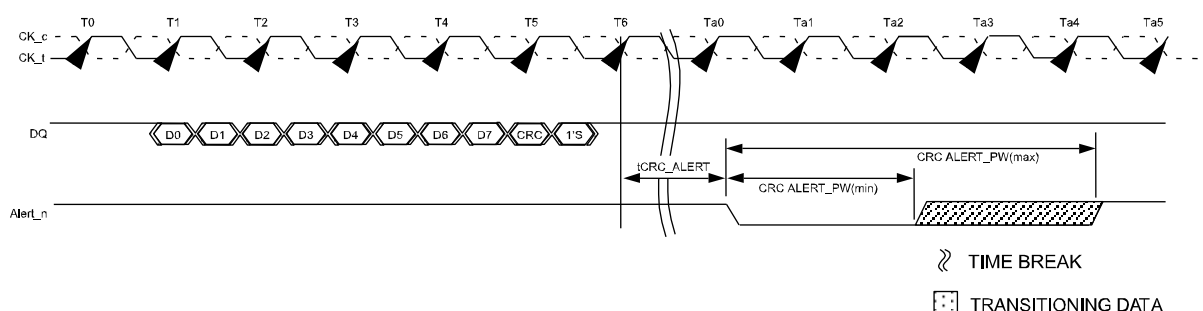 T0 T1 T2 T3 T4 T5 T6 Ta0 Ta1 Ta2 Ta3 Ta4 Ta5
CK_c
CK_t
DQ D0 D1 D2 D3 D4 D5 D6 D7 CRC 1'S
CRC ALERT_PW(max)
tCRC_ALERT
CRC ALERT_PW(min)
Alert_n
TIME BREAK
TRANSITIONING DATA